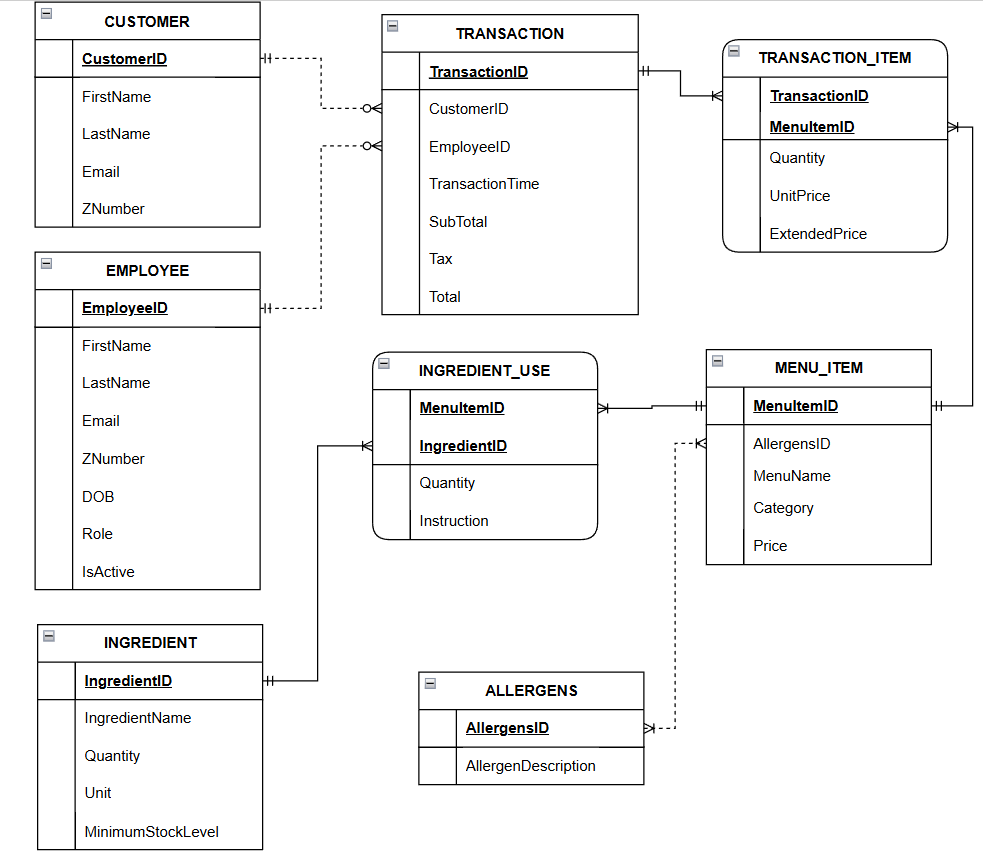 CUSTOMER
CustomerID
FirstName
LastName
Email
ZNumber
TRANSACTION
TransactionID
CustomerID
EmployeeID
TransactionTime
SubTotal
Tax
Total
TRANSACTION_ITEM
TransactionID
MenuItemID
Quantity
UnitPrice
ExtendedPrice
EMPLOYEE
EmployeeID
FirstName
LastName
Email
ZNumber
DOB
Role
IsActive
INGREDIENT_USE
MenuItemID
IngredientID
Quantity
Instruction
MENU_ITEM
MenuItemID
AllergensID
MenuName
Category
Price
INGREDIENT
IngredientID
IngredientName
Quantity
Unit
MinimumStockLevel
ALLERGENS
AllergensID
AllergenDescription